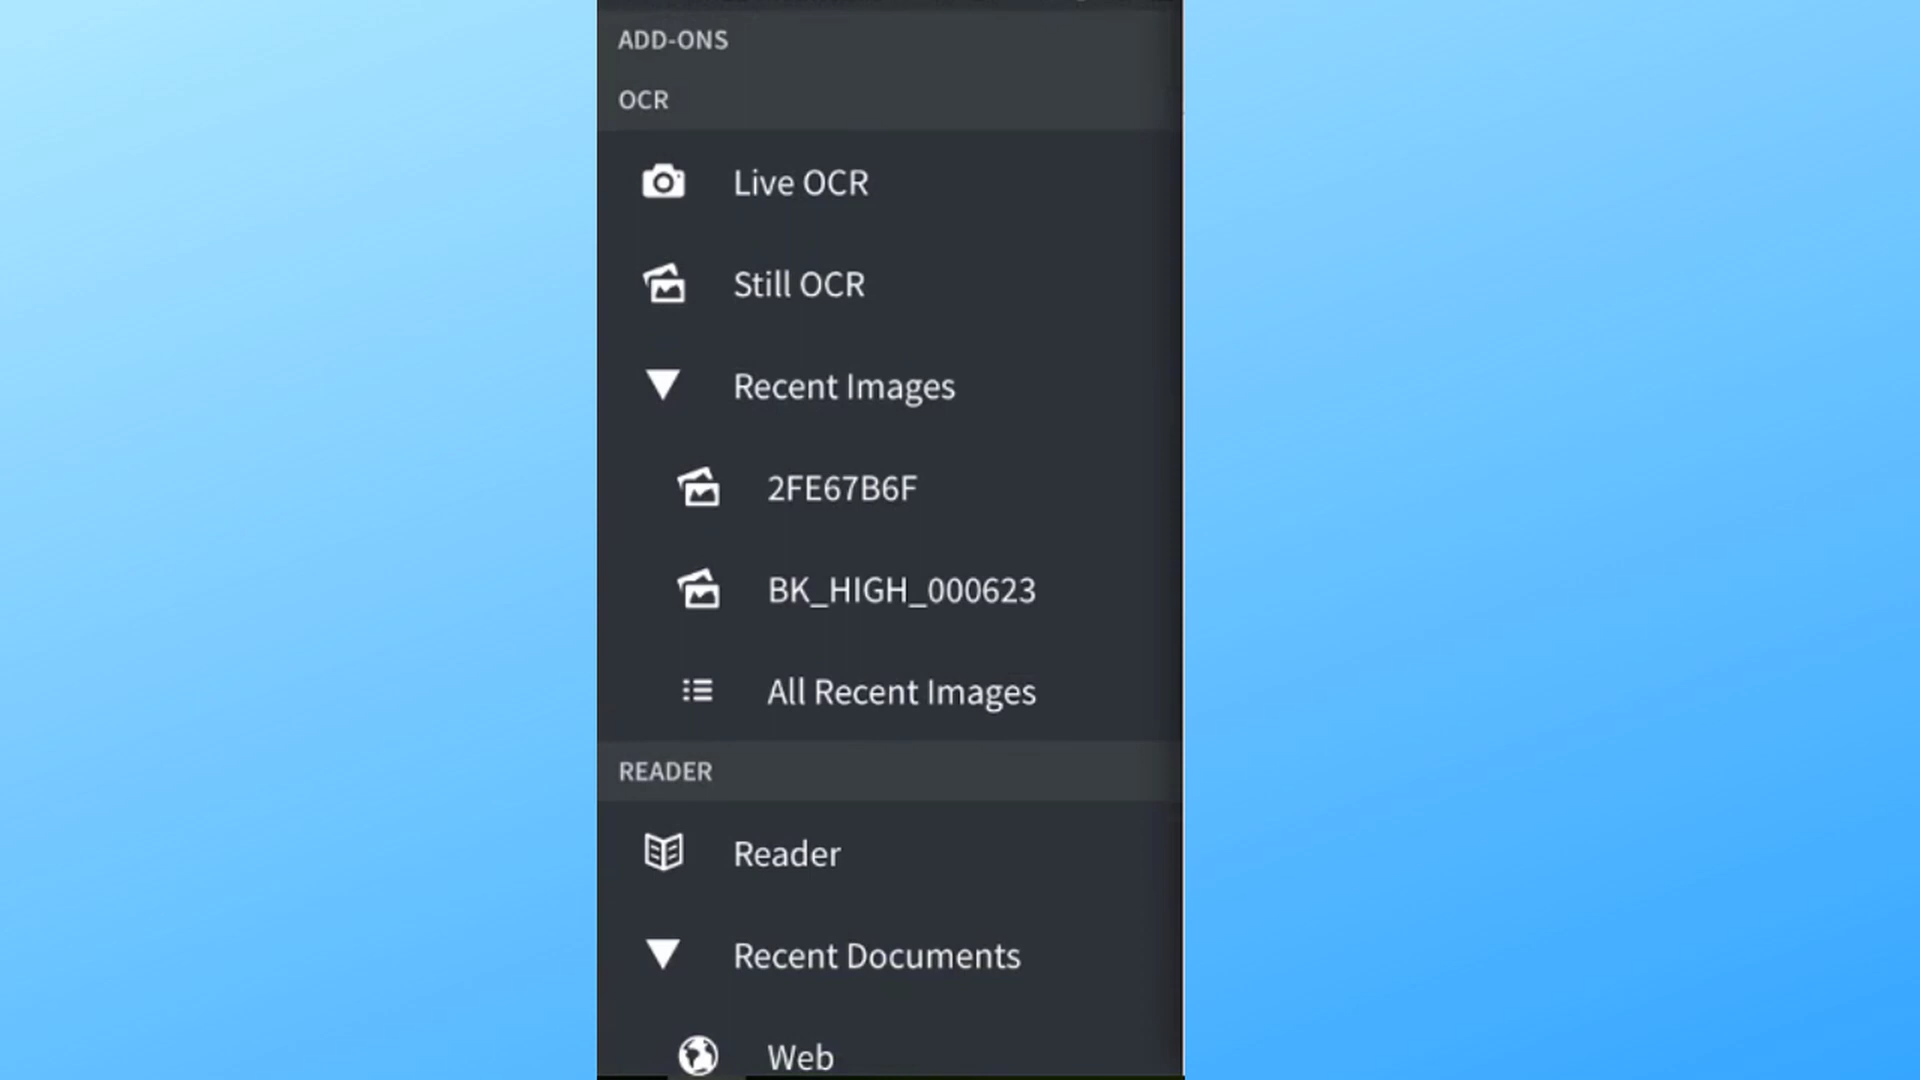 ADD-ONS
OCR
Live OCR
Still OCR
Recent Images
2FE67B6F
BK_HIGH_000623
All Recent Images
READER
Reader
Recent Documents
Web